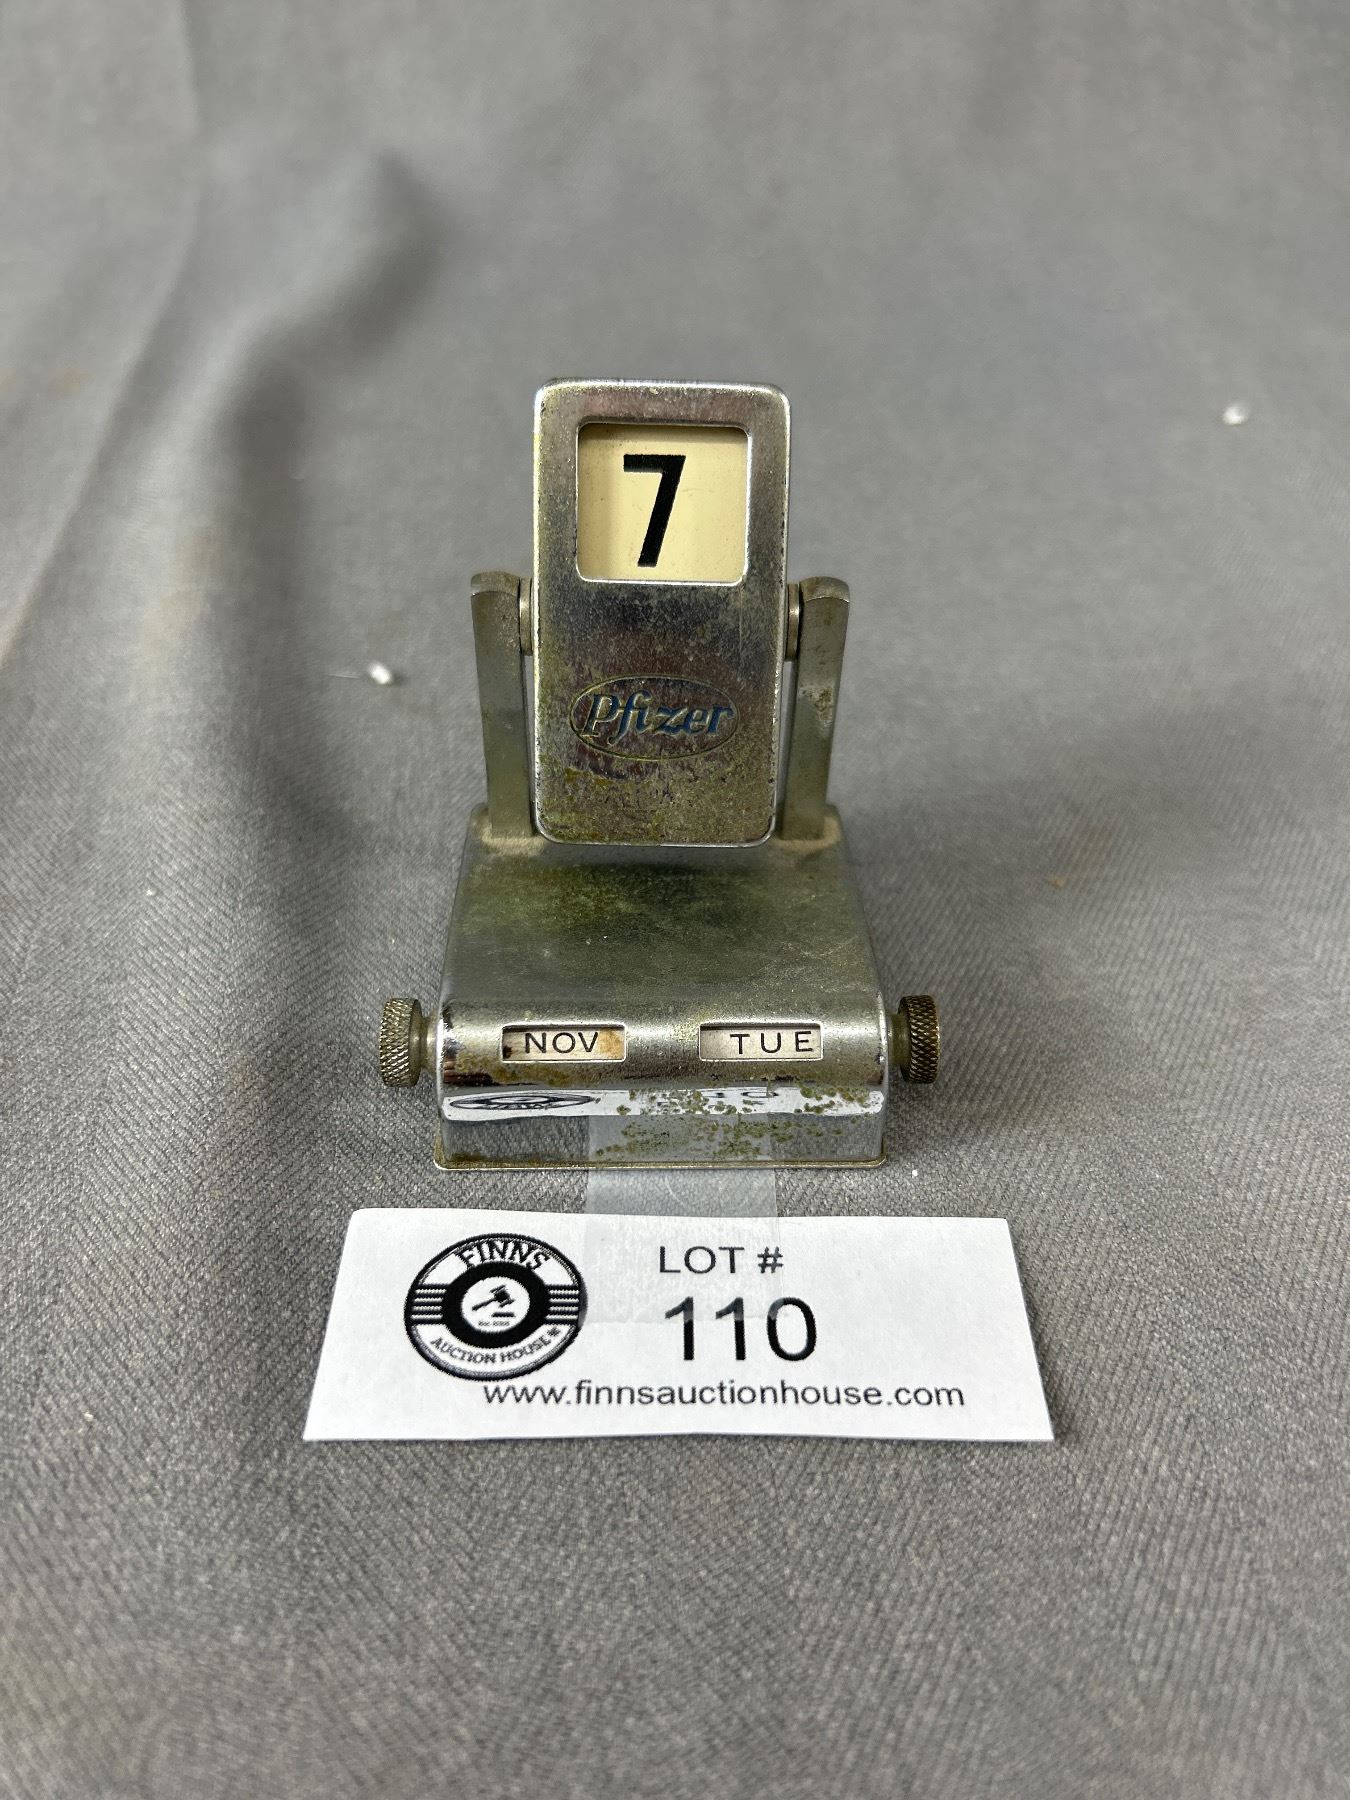 7
Pfizer
NOV TUE
FINNS
AUCTION HOUSE
LOT #
110
www.finnsauctionhouse.com